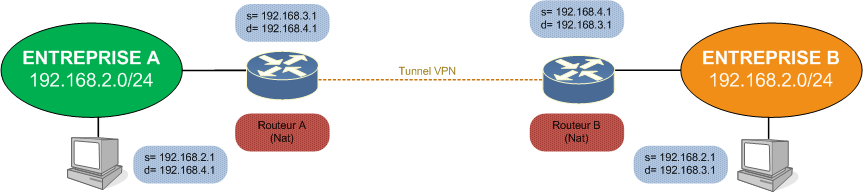 s= 192.168.3.1
d= 192.168.4.1
s= 192.168.4.1
d= 192.168.3.1
ENTREPRISE A
192.168.2.0/24
Tunnel VPN
ENTREPRISE B
192.168.2.0/24
Routeur A
(Nat)
Routeur B
(Nat)
s= 192.168.2.1
d= 192.168.4.1
s= 192.168.2.1
d= 192.168.3.1